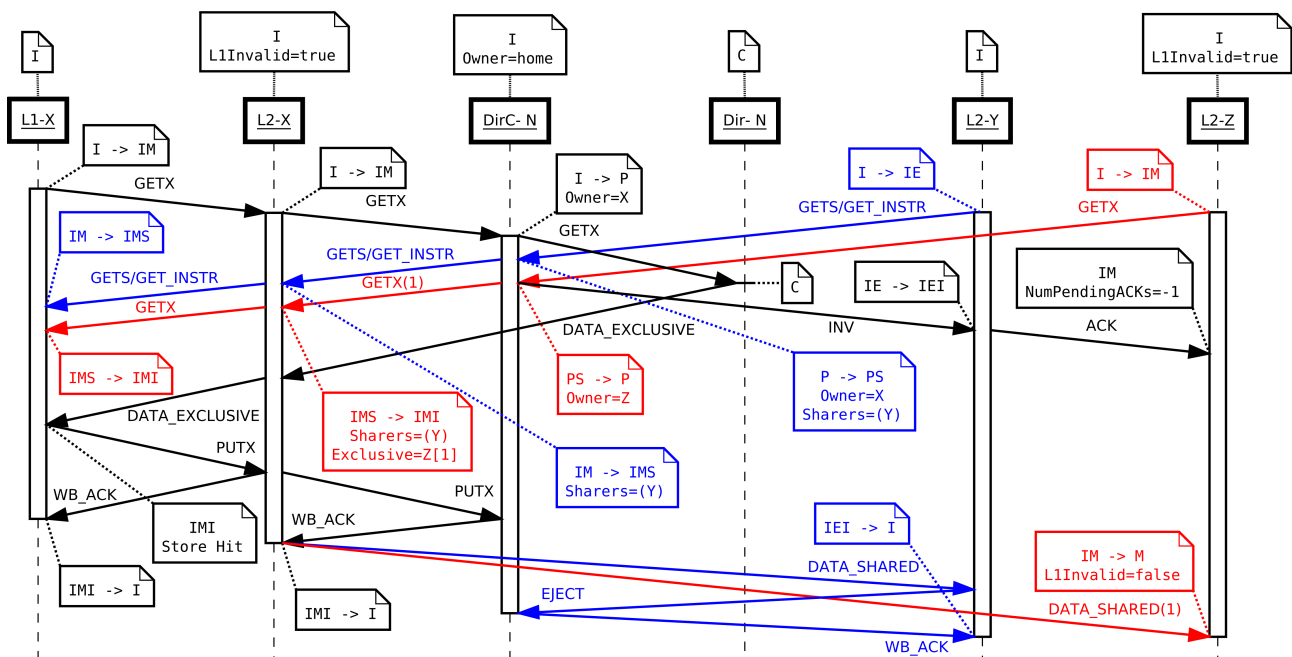 I
L1Invalid=true
I
Owner=home
I
L1Invalid=true
I
C
I
L1-X
L2-X
DirC- N
Dir- N
L2-Y
L2-Z
I -> IM
I -> IM
I -> P
Owner=X
I -> IE
I -> IM
GETX
GETX
GETX
GETS/GET_INSTR
GETX
IM -> IMS
GETS/GET_INSTR
GETS/GET_INSTR
GETX(1)
GETX
C
IE -> IEI
IM
NumPendingACKs=-1
DATA_EXCLUSIVE
INV
ACK
IMS -> IMI
PS -> P
Owner=Z
P -> PS
Owner=X
Sharers=(Y)
DATA_EXCLUSIVE
IMS -> IMI
Sharers=(Y)
Exclusive=Z[1]
PUTX
IM -> IMS
Sharers=(Y)
WB_ACK
PUTX
IMI
Store Hit
WB_ACK
IEI -> I
IM -> M
L1Invalid=false
DATA_SHARED
IMI -> I
IMI -> I
EJECT
DATA_SHARED(1)
WB_ACK